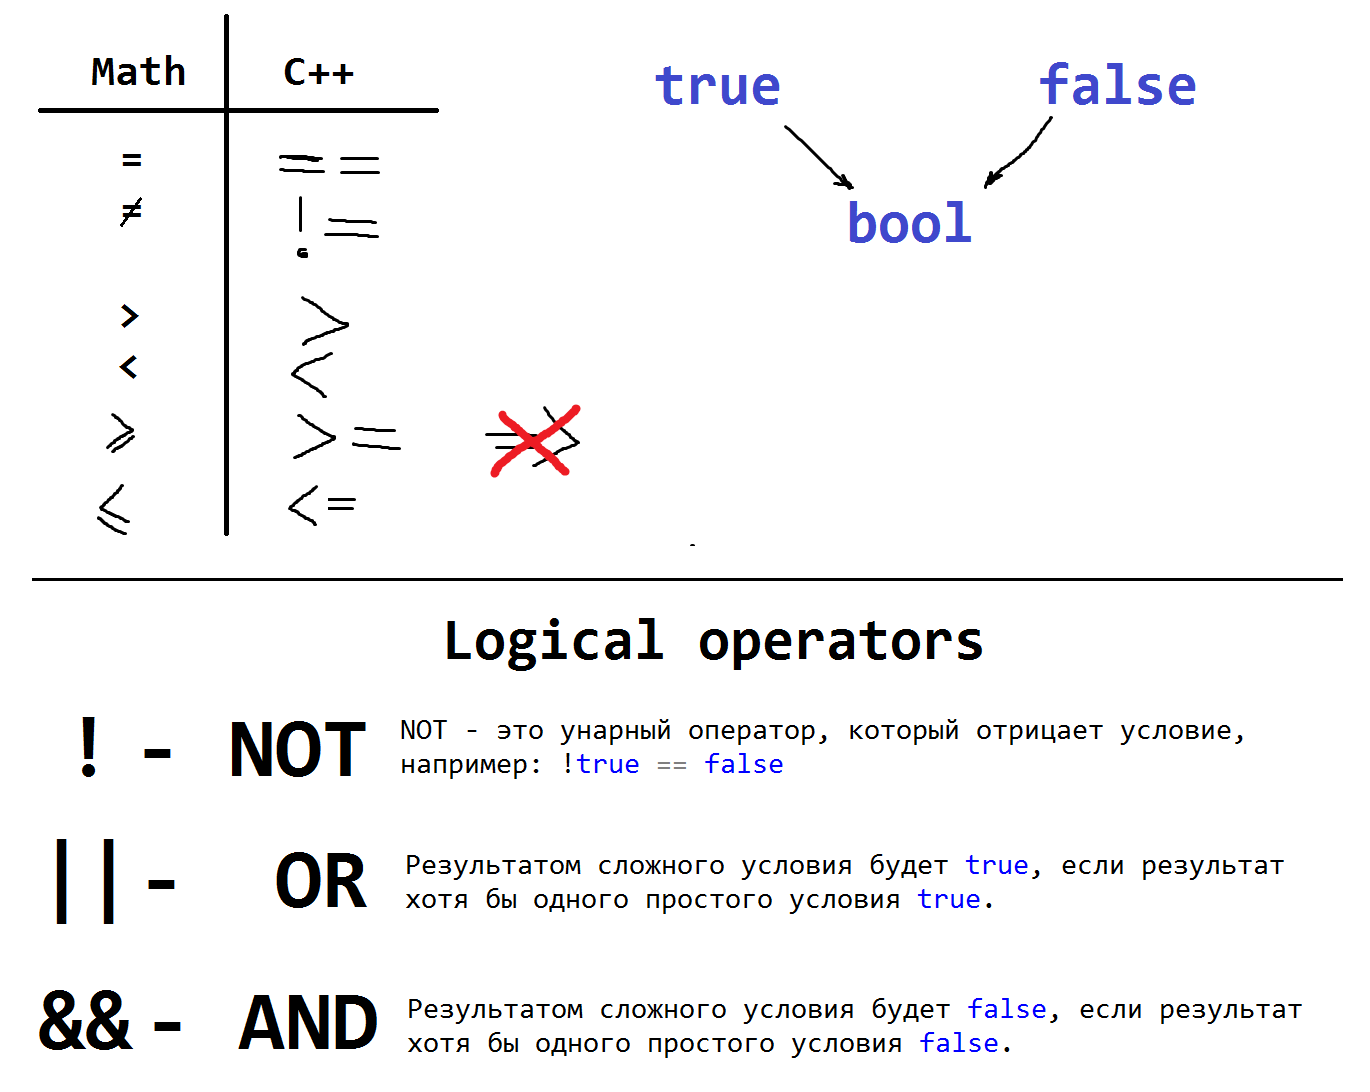 Math C++
= ==
≠ !=
> >
< <
⩾ >= =>
⩽ <=
true false
bool
Logical operators
! - NOT
NOT - это унарный оператор, который отрицает условие,
например: !true == false
|| - OR
Результатом сложного условия будет true, если результат
хотя бы одного простого условия true.
&& - AND
Результатом сложного условия будет false, если результат
хотя бы одного простого условия false.